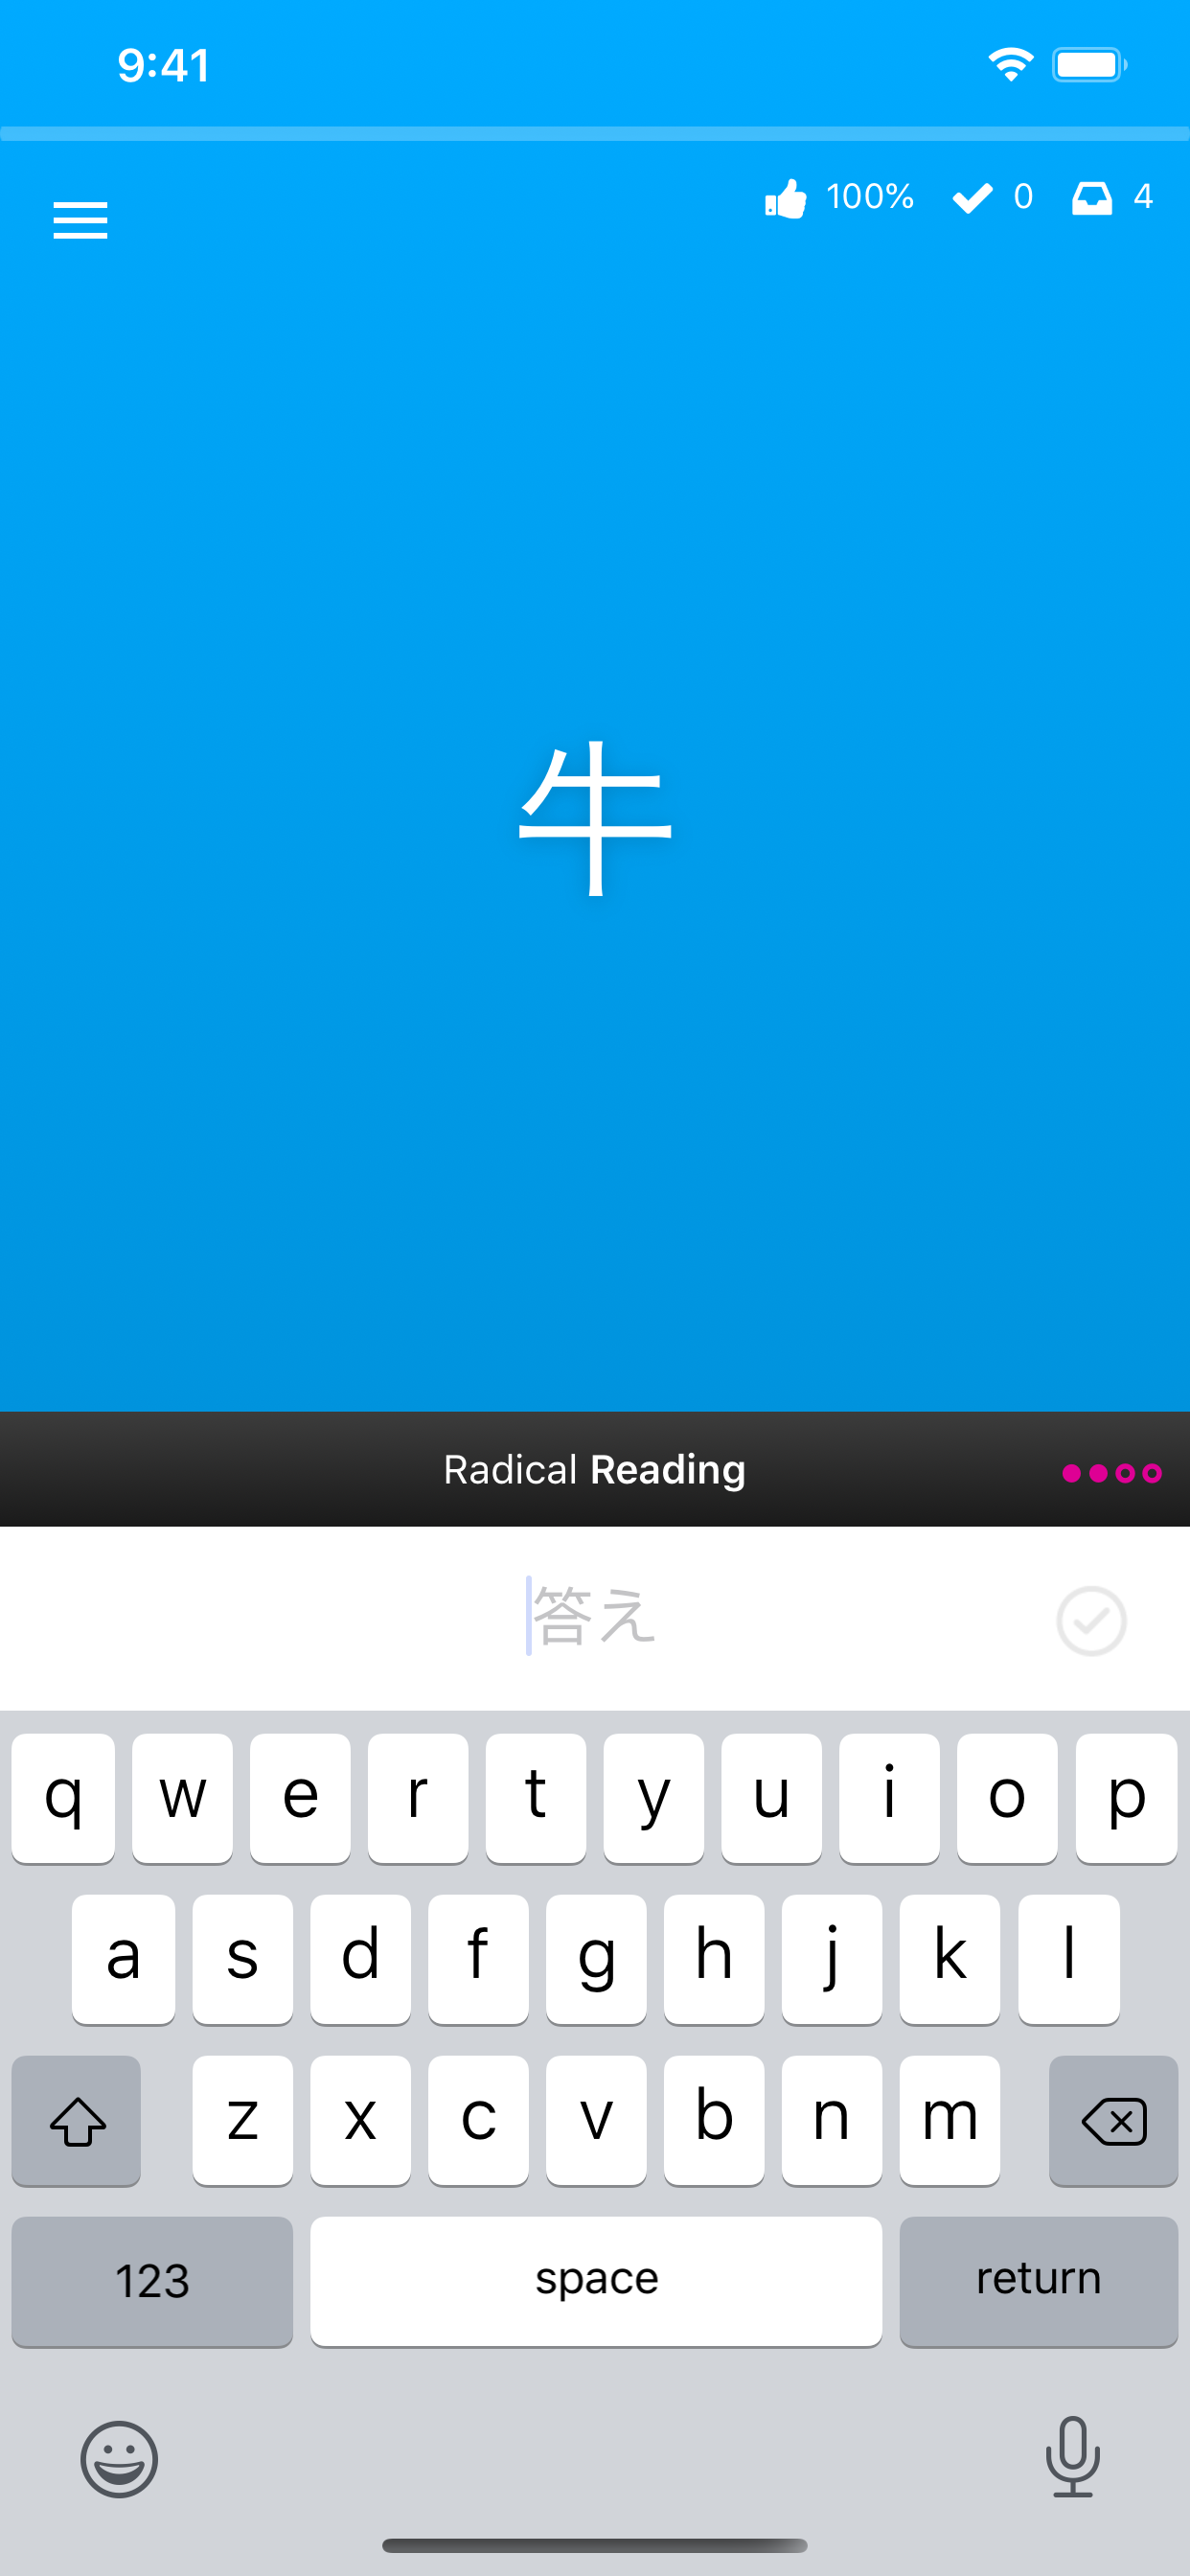 9:41
100% 0 4
牛
Radical Reading
答え
q w e r t y u i o p
a s d f g h j k l
z x c v b n m
123 space return